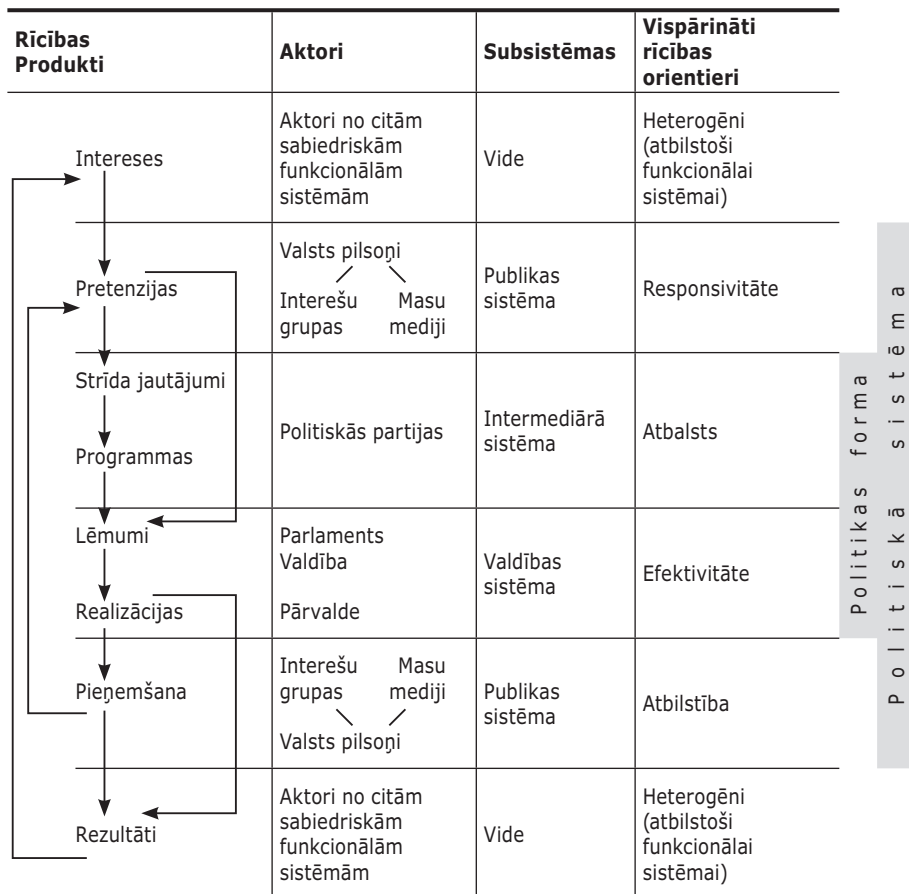 Rīcības
Produkti
Aktori
Subsistēmas
Vispārināti
rīcības
orientieri
Intereses
Aktori no citām
sabiedriskām
funkcionālām
sistēmām
Vide
Heterogēni
(atbilstoši
funkcionālai
sistēmai)
Pretenzijas
Valsts pilsoņi
Interešu Masu
grupas mediji
Publikas
sistēma
Responsivitāte
Strīda jautājumi
Programmas
Politiskās partijas
Intermediārā
sistēma
Atbalsts
Lēmumi
Realizācijas
Parlaments
Valdība
Pārvalde
Valdības
sistēma
Efektivitāte
Pieņemšana
Interešu Masu
grupas mediji
Valsts pilsoņi
Publikas
sistēma
Atbilstība
Rezultāti
Aktori no citām
sabiedriskām
funkcionālām
sistēmām
Vide
Heterogēni
(atbilstoši
funkcionālai
sistēmai)
Politikas forma
Politiskā sistēma